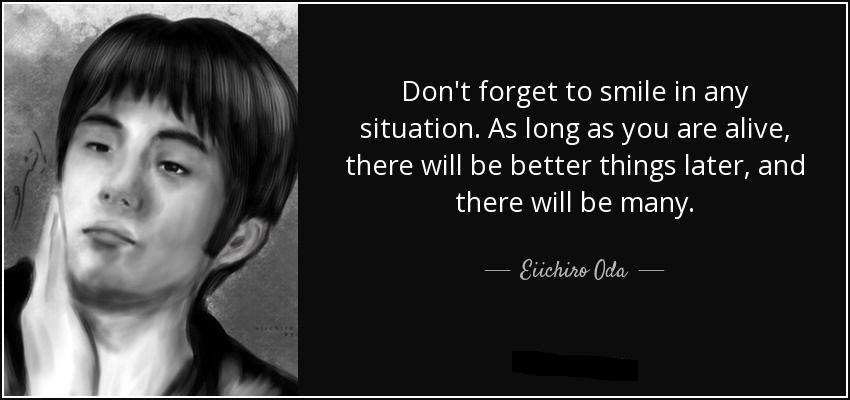 Don't forget to smile in any
situation. As long as you are alive,
there will be better things later, and
there will be many.
Eiichiro Oda